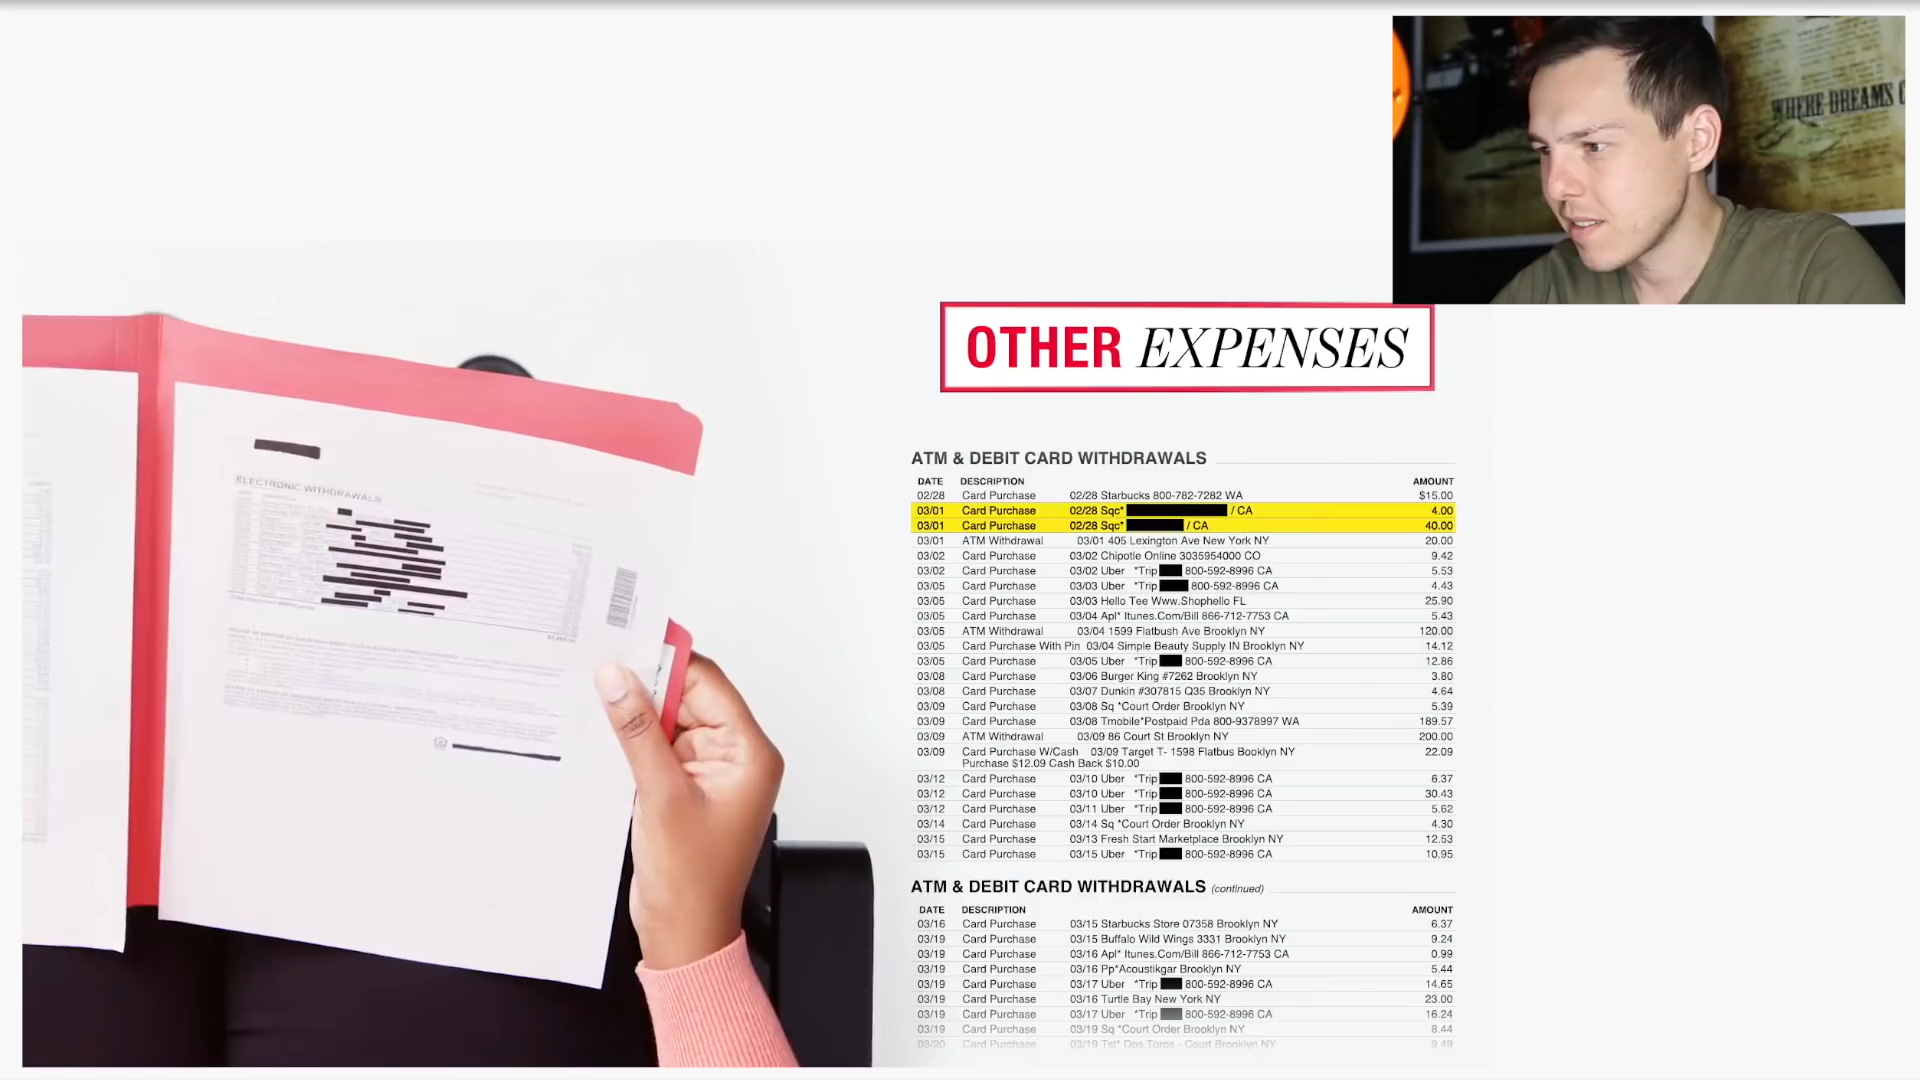 WHERE DREAMS C
OTHER EXPENSES
ELECTRONIC WITHDRAWALS
ATM & DEBIT CARD WITHDRAWALS
DATE DESCRIPTION AMOUNT
02/28 Card Purchase 02/28 Starbucks 800-782-7282 WA $15.00
03/01 Card Purchase 02/28 Sqc* / CA 4.00
03/01 Card Purchase 02/28 Sqc* / CA 40.00
03/01 ATM Withdrawal 03/01 405 Lexington Ave New York NY 20.00
03/02 Card Purchase 03/02 Chipotle Online 3035954000 CO 9.42
03/02 Card Purchase 03/02 Uber *Trip 800-592-8996 CA 5.53
03/05 Card Purchase 03/03 Uber *Trip 800-592-8996 CA 4.43
03/05 Card Purchase 03/03 Hello Tee Www.Shophello FL 25.90
03/05 Card Purchase 03/04 Apl* Itunes.Com/Bill 866-712-7753 CA 5.43
03/05 ATM Withdrawal 03/04 1599 Flatbush Ave Brooklyn NY 120.00
03/05 Card Purchase With Pin 03/04 Simple Beauty Supply IN Brooklyn NY 14.12
03/05 Card Purchase 03/05 Uber *Trip 800-592-8996 CA 12.86
03/08 Card Purchase 03/06 Burger King #7262 Brooklyn NY 3.80
03/08 Card Purchase 03/07 Dunkin #307815 Q35 Brooklyn NY 4.64
03/09 Card Purchase 03/08 Sq *Court Order Brooklyn NY 5.39
03/09 Card Purchase 03/08 Tmobile*Postpaid Pda 800-9378997 WA 189.57
03/09 ATM Withdrawal 03/09 86 Court St Brooklyn NY 200.00
03/09 Card Purchase W/Cash 03/09 Target T- 1598 Flatbus Booklyn NY 22.09
Purchase $12.09 Cash Back $10.00
03/12 Card Purchase 03/10 Uber *Trip 800-592-8996 CA 6.37
03/12 Card Purchase 03/10 Uber *Trip 800-592-8996 CA 30.43
03/12 Card Purchase 03/11 Uber *Trip 800-592-8996 CA 5.62
03/14 Card Purchase 03/14 Sq *Court Order Brooklyn NY 4.30
03/15 Card Purchase 03/13 Fresh Start Marketplace Brooklyn NY 12.53
03/15 Card Purchase 03/15 Uber *Trip 800-592-8996 CA 10.95
ATM & DEBIT CARD WITHDRAWALS (continued)
DATE DESCRIPTION AMOUNT
03/16 Card Purchase 03/15 Starbucks Store 07358 Brooklyn NY 6.37
03/19 Card Purchase 03/15 Buffalo Wild Wings 3331 Brooklyn NY 9.24
03/19 Card Purchase 03/16 Apl* Itunes.Com/Bill 866-712-7753 CA 0.99
03/19 Card Purchase 03/16 Pp*Acoustikgar Brooklyn NY 5.44
03/19 Card Purchase 03/17 Uber *Trip 800-592-8996 CA 14.65
03/19 Card Purchase 03/16 Turtle Bay New York NY 23.00
03/19 Card Purchase 03/17 Uber *Trip 800-592-8996 CA 16.24
03/19 Card Purchase 03/19 Sq *Court Order Brooklyn NY 8.44
03/20 Card Purchase 03/19 Tst* Dos Toros - Court Brooklyn NY 9.49